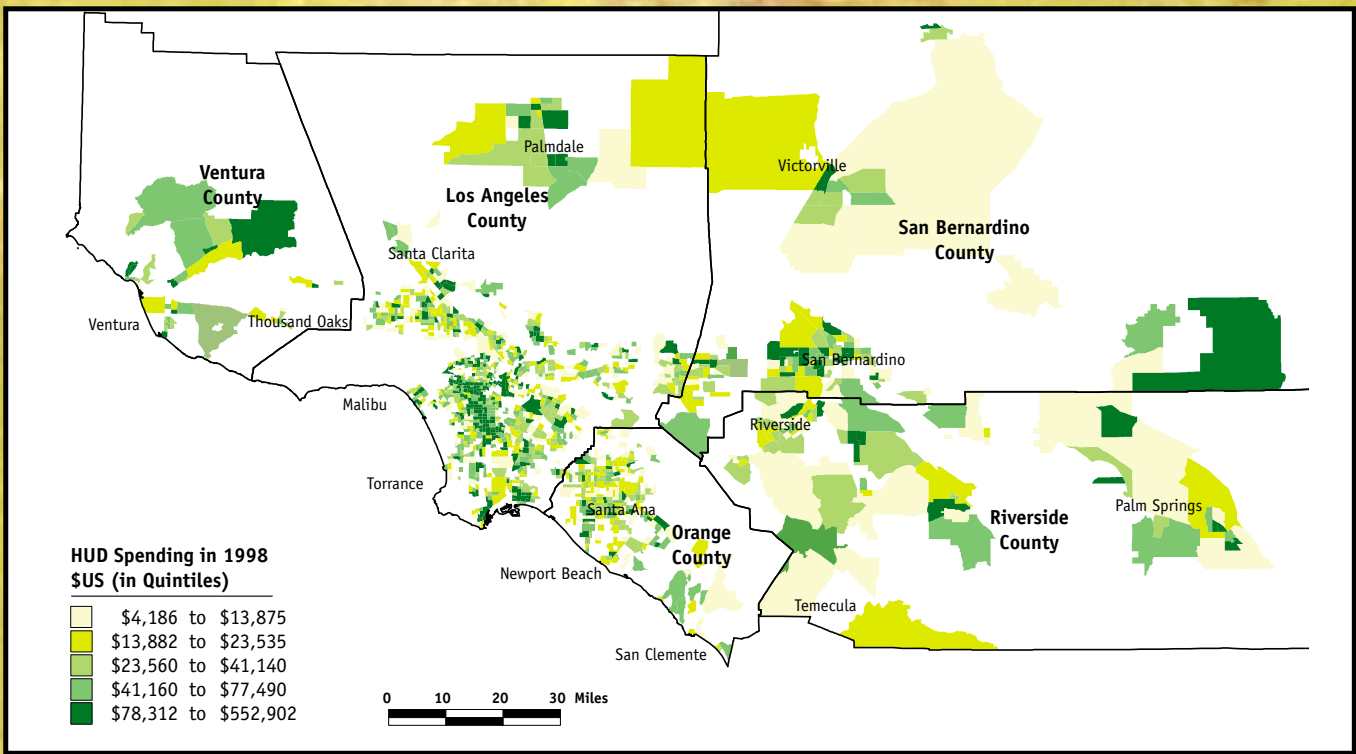 Ventura
County
Palmdale
Los Angeles
County
Victorville
San Bernardino
County
Santa Clarita
Ventura
Thousand Oaks
San Bernardino
Malibu
Riverside
Torrance
Santa Ana
Orange
County
Riverside
County
Palm Springs
Newport Beach
Temecula
San Clemente
HUD Spending in 1998
$US (in Quintiles)
$4,186 to $13,875
$13,882 to $23,535
$23,560 to $41,140
$41,160 to $77,490
$78,312 to $552,902
0 10 20 30 Miles